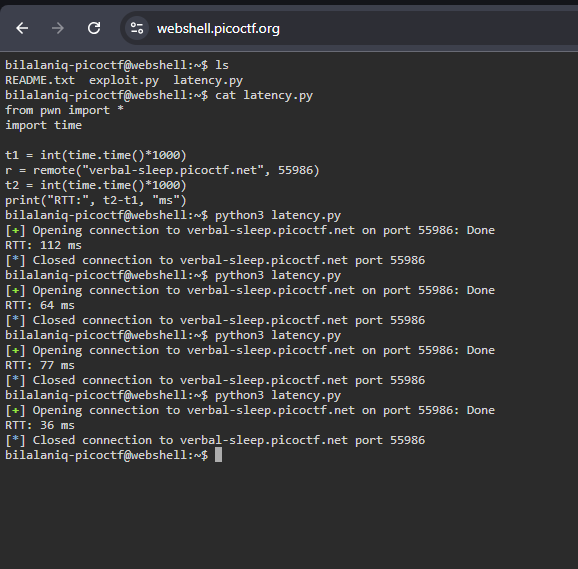 webshell.picoctf.org
bilalaniq-picoctf@webshell:~$ ls
README.txt  exploit.py  latency.py
bilalaniq-picoctf@webshell:~$ cat latency.py
from pwn import *
import time

t1 = int(time.time()*1000)
r = remote("verbal-sleep.picoctf.net", 55986)
t2 = int(time.time()*1000)
print("RTT:", t2-t1, "ms")
bilalaniq-picoctf@webshell:~$ python3 latency.py
[+] Opening connection to verbal-sleep.picoctf.net on port 55986: Done
RTT: 112 ms
[*] Closed connection to verbal-sleep.picoctf.net port 55986
bilalaniq-picoctf@webshell:~$ python3 latency.py
[+] Opening connection to verbal-sleep.picoctf.net on port 55986: Done
RTT: 64 ms
[*] Closed connection to verbal-sleep.picoctf.net port 55986
bilalaniq-picoctf@webshell:~$ python3 latency.py
[+] Opening connection to verbal-sleep.picoctf.net on port 55986: Done
RTT: 77 ms
[*] Closed connection to verbal-sleep.picoctf.net port 55986
bilalaniq-picoctf@webshell:~$ python3 latency.py
[+] Opening connection to verbal-sleep.picoctf.net on port 55986: Done
RTT: 36 ms
[*] Closed connection to verbal-sleep.picoctf.net port 55986
bilalaniq-picoctf@webshell:~$